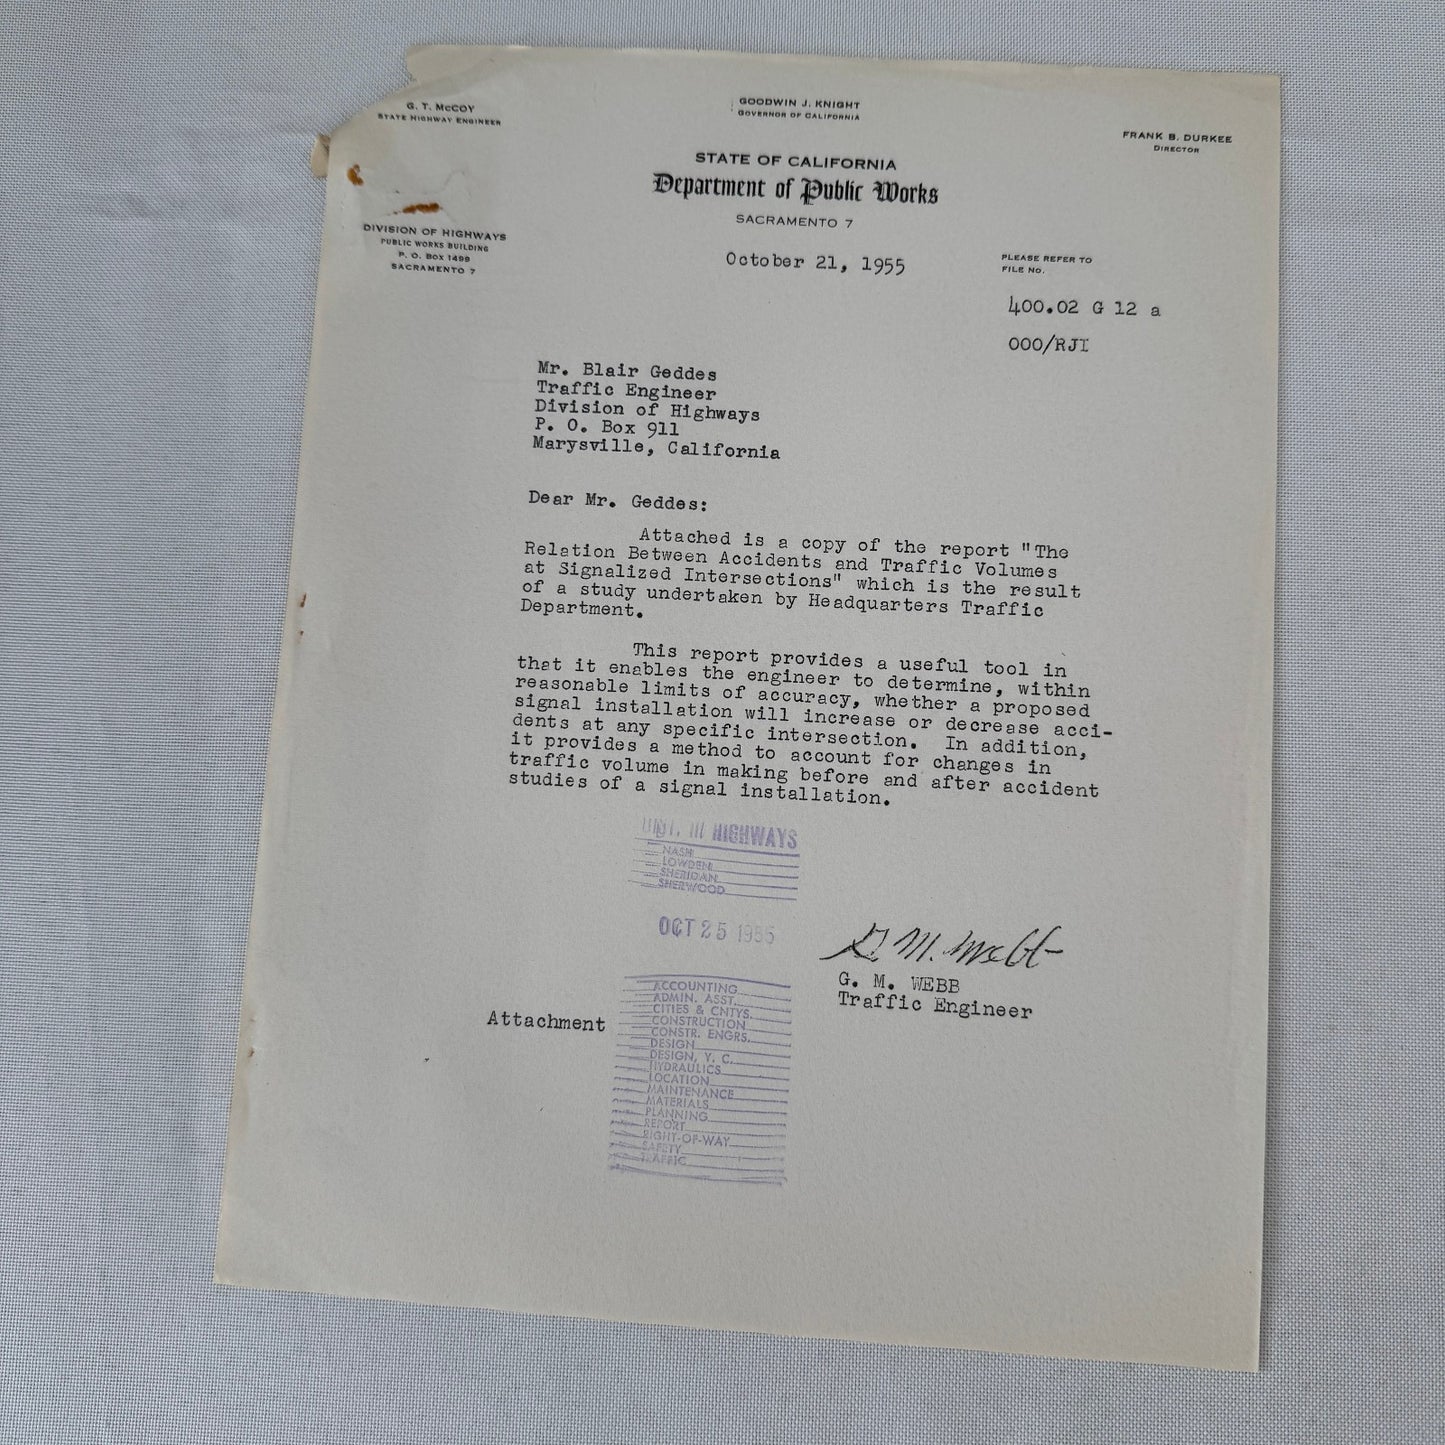 G. T. McCOY
STATE HIGHWAY ENGINEER
GOODWIN J. KNIGHT
GOVERNOR OF CALIFORNIA
FRANK B. DURKEE
DIRECTOR
STATE OF CALIFORNIA
Department of Public Works
SACRAMENTO 7
DIVISION OF HIGHWAYS
PUBLIC WORKS BUILDING
P. O. BOX 1499
SACRAMENTO 7
October 21, 1955
PLEASE REFER TO
FILE NO.
400.02 G 12 a
000/RJI
Mr. Blair Geddes
Traffic Engineer
Division of Highways
P. O. Box 911
Marysville, California
Dear Mr. Geddes:
Attached is a copy of the report "The
Relation Between Accidents and Traffic Volumes
at Signalized Intersections" which is the result
of a study undertaken by Headquarters Traffic
Department.
This report provides a useful tool in
that it enables the engineer to determine, within
reasonable limits of accuracy, whether a proposed
signal installation will increase or decrease acci-
dents at any specific intersection. In addition,
it provides a method to account for changes in
traffic volume in making before and after accident
studies of a signal installation.
III HIGHWAYS
NASH
LOWDEN
SHERIDAN
SHERWOOD
OCT 25 1955
G. M. Webb
G. M. WEBB
Traffic Engineer
Attachment
ACCOUNTING
ADMIN. ASST.
CITIES & CNTYS.
CONSTRUCTION
CONSTR. ENGRS.
DESIGN
DESIGN, Y. C.
HYDRAULICS
LOCATION
MAINTENANCE
MATERIALS
PLANNING
REPORT
RIGHT-OF-WAY
SAFETY
TRAFFIC